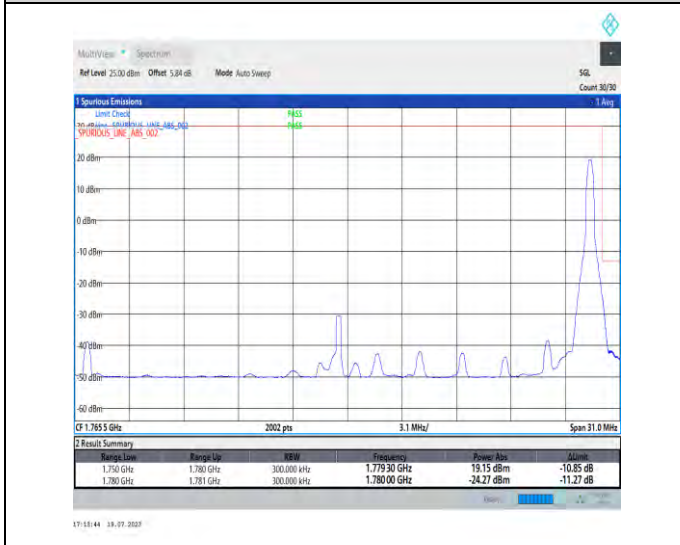 MultiView Spectrum
Ref Level 25.00 dBm Offset 5.84 dB Mode Auto Sweep SGL
Count 30/30
1 Spurious Emissions 1 Avg
Limit Check PASS
Line SPURIOUS_LINE_ABS_002 PASS
SPURIOUS_LINE_ABS_002
20 dBm
10 dBm
0 dBm
-10 dBm
-20 dBm
-30 dBm
-40 dBm
-50 dBm
-60 dBm
CF 1.765 5 GHz 2002 pts 3.1 MHz/ Span 31.0 MHz
2 Result Summary
Range Low Range Up RBW Frequency Power Abs ΔLimit
1.750 GHz 1.780 GHz 300.000 kHz 1.779 30 GHz 19.15 dBm -10.85 dB
1.780 GHz 1.781 GHz 300.000 kHz 1.780 00 GHz -24.27 dBm -11.27 dB